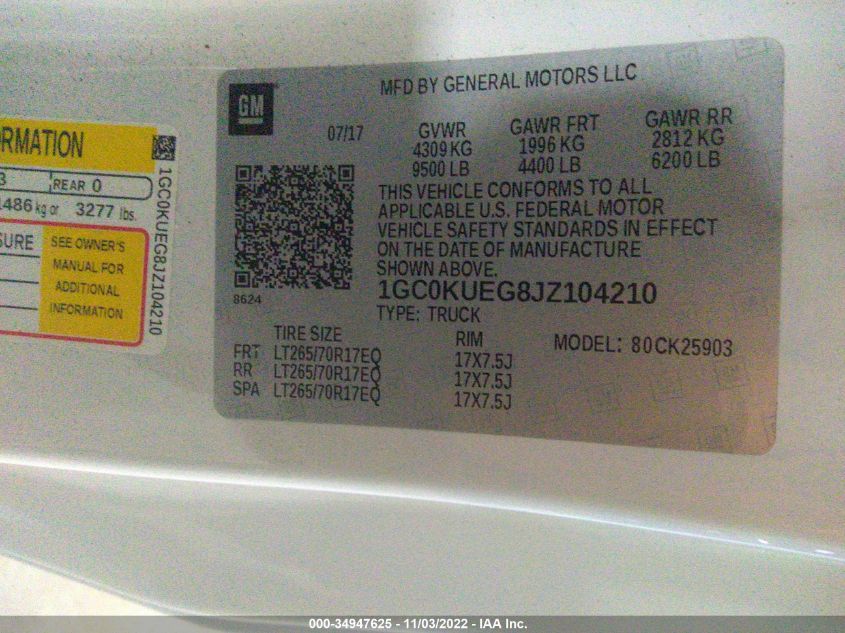 GM
MFD BY GENERAL MOTORS LLC
07/17
GVWR GAWR FRT GAWR RR
4309 KG 1996 KG 2812 KG
9500 LB 4400 LB 6200 LB
THIS VEHICLE CONFORMS TO ALL
APPLICABLE U.S. FEDERAL MOTOR
VEHICLE SAFETY STANDARDS IN EFFECT
ON THE DATE OF MANUFACTURE
SHOWN ABOVE.
8624
1GC0KUEG8JZ104210
TYPE: TRUCK
TIRE SIZE RIM MODEL: 80CK25903
FRT LT265/70R17EQ 17X7.5J
RR LT265/70R17EQ 17X7.5J
SPA LT265/70R17EQ 17X7.5J
ORMATION
3 REAR 0
1486 kg or 3277 lbs.
SURE SEE OWNER'S
MANUAL FOR
ADDITIONAL
INFORMATION
1GC0KUEG8JZ104210
000-34947625 - 11/03/2022 - IAA Inc.